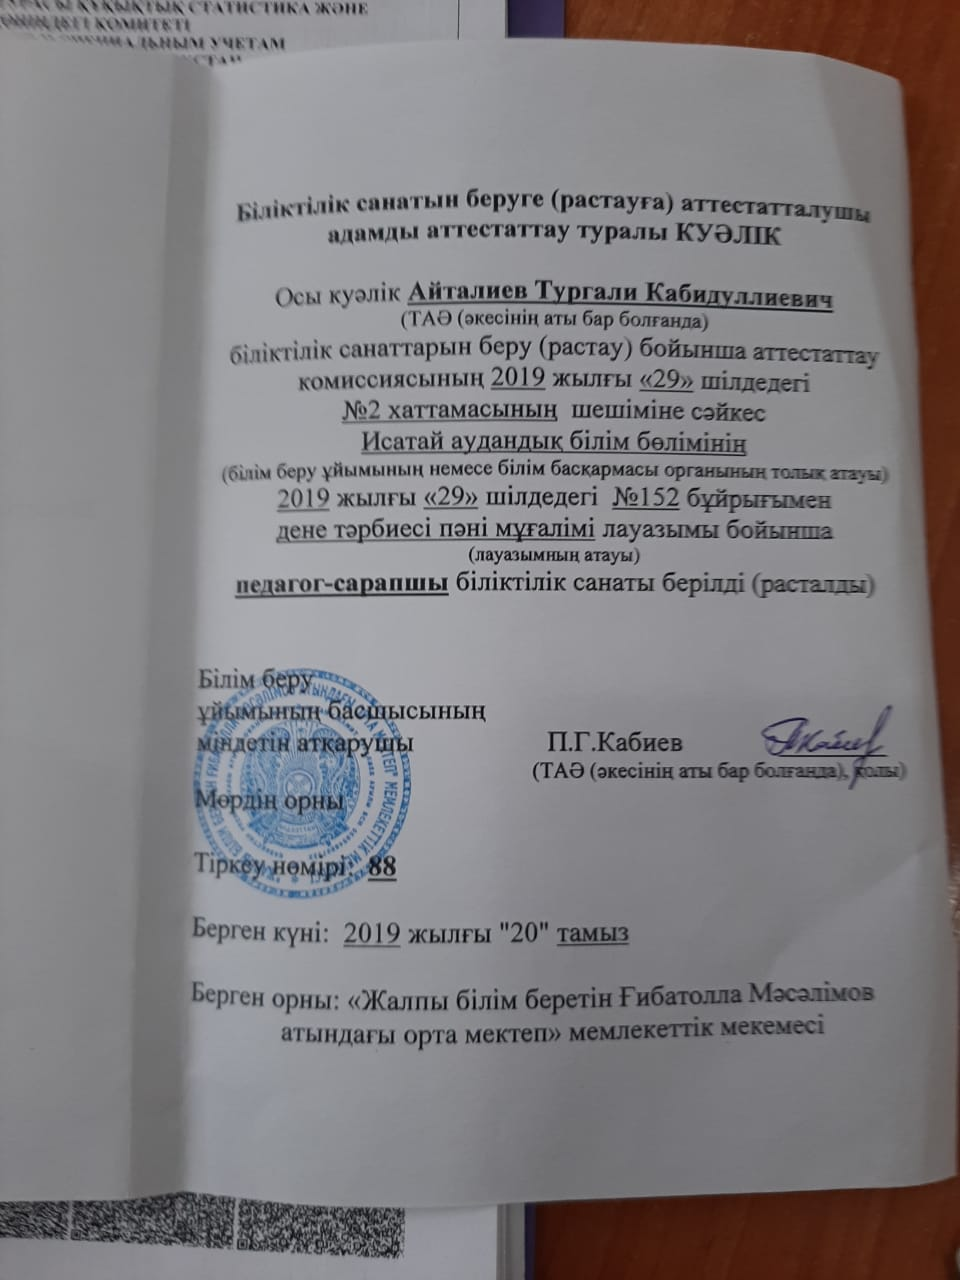 ҚҰҚЫҚТЫҚ СТАТИСТИКА ЖӘНЕ
КОМИТЕТІ
УЧЕТАМ
Біліктілік санатын беруге (растауға) аттестатталушы
адамды аттестаттау туралы КУӘЛІК
Осы куәлік Айталиев Тургали Кабидуллиевич
(ТАӘ (әкесінің аты бар болғанда)
біліктілік санаттарын беру (растау) бойынша аттестаттау
комиссиясының 2019 жылғы «29» шілдедегі
№2 хаттамасының шешіміне сәйкес
Исатай аудандық білім бөлімінің
(білім беру ұйымының немесе білім басқармасы органының толық атауы)
2019 жылғы «29» шілдедегі №152 бұйрығымен
дене тәрбиесі пәні мұғалімі лауазымы бойынша
(лауазымның атауы)
педагог-сарапшы біліктілік санаты берілді (расталды)
Білім беру
ұйымының басшысының
міндетін атқарушы П.Г.Кабиев
(ТАӘ (әкесінің аты бар болғанда), қолы)
Мөрдің орны
Тіркеу нөмірі: 88
Берген күні: 2019 жылғы "20" тамыз
Берген орны: «Жалпы білім беретін Ғибатолла Мәсәлімов
атындағы орта мектеп» мемлекеттік мекемесі